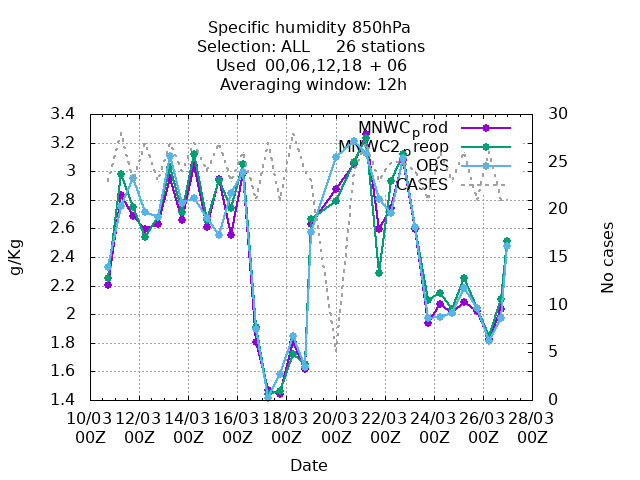 Specific humidity 850hPa
Selection: ALL 26 stations
Used 00,06,12,18 + 06
Averaging window: 12h
MNWCprod
MNWC2preop
OBS
CASES
g/Kg
3.4
3.2
3
2.8
2.6
2.4
2.2
2
1.8
1.6
1.4
30
25
20
15
10
5
0
No cases
10/03 12/03 14/03 16/03 18/03 20/03 22/03 24/03 26/03 28/03
00Z 00Z 00Z 00Z 00Z 00Z 00Z 00Z 00Z 00Z
Date